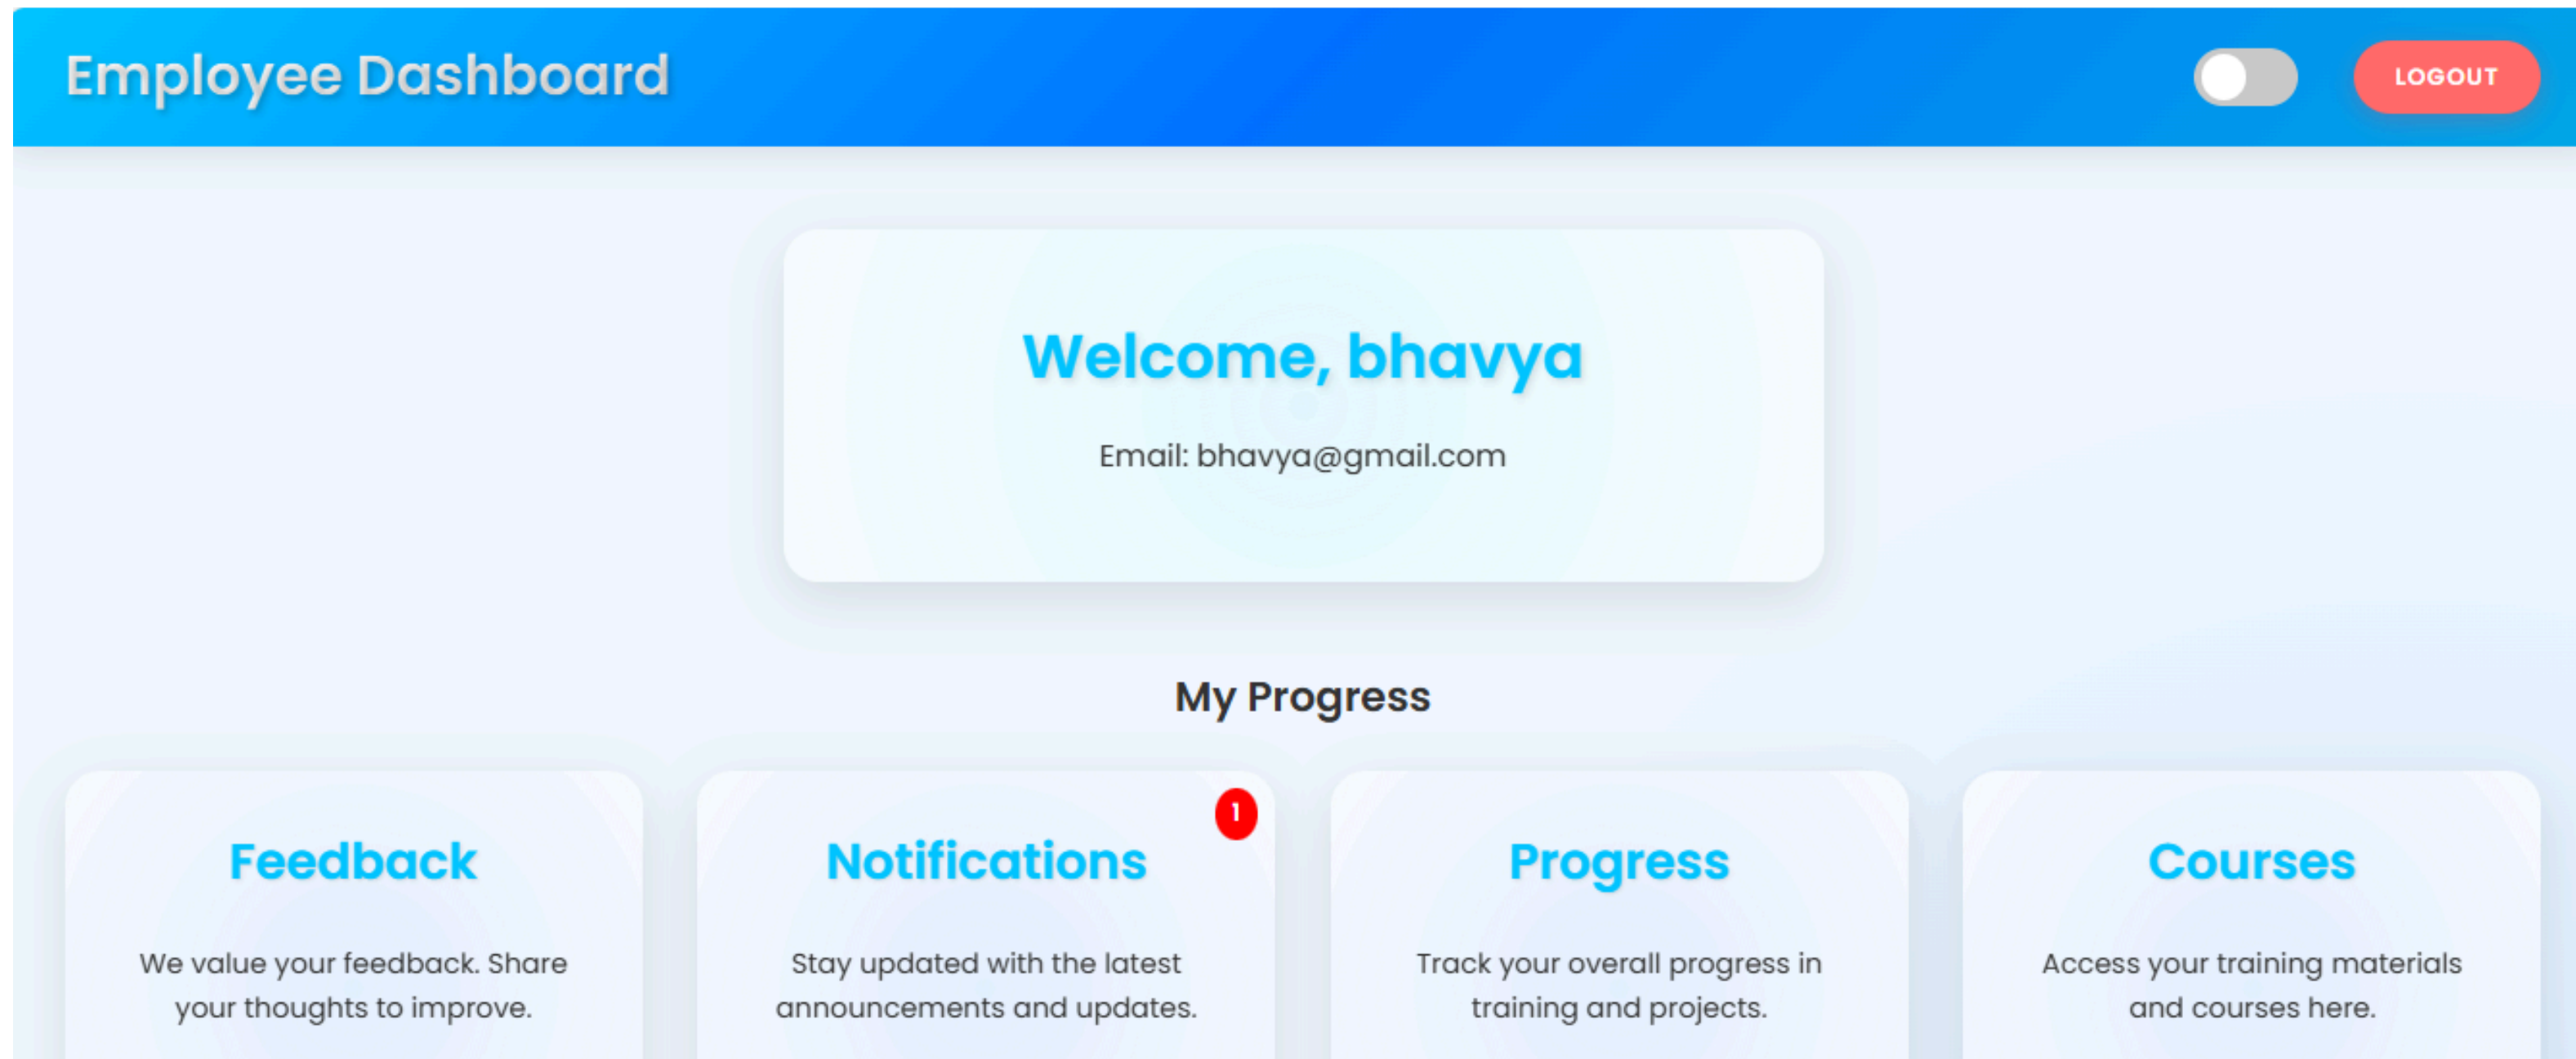 Employee Dashboard
LOGOUT
Welcome, bhavya
Email: bhavya@gmail.com
My Progress
Feedback
We value your feedback. Share
your thoughts to improve.
1
Notifications
Stay updated with the latest
announcements and updates.
Progress
Track your overall progress in
training and projects.
Courses
Access your training materials
and courses here.